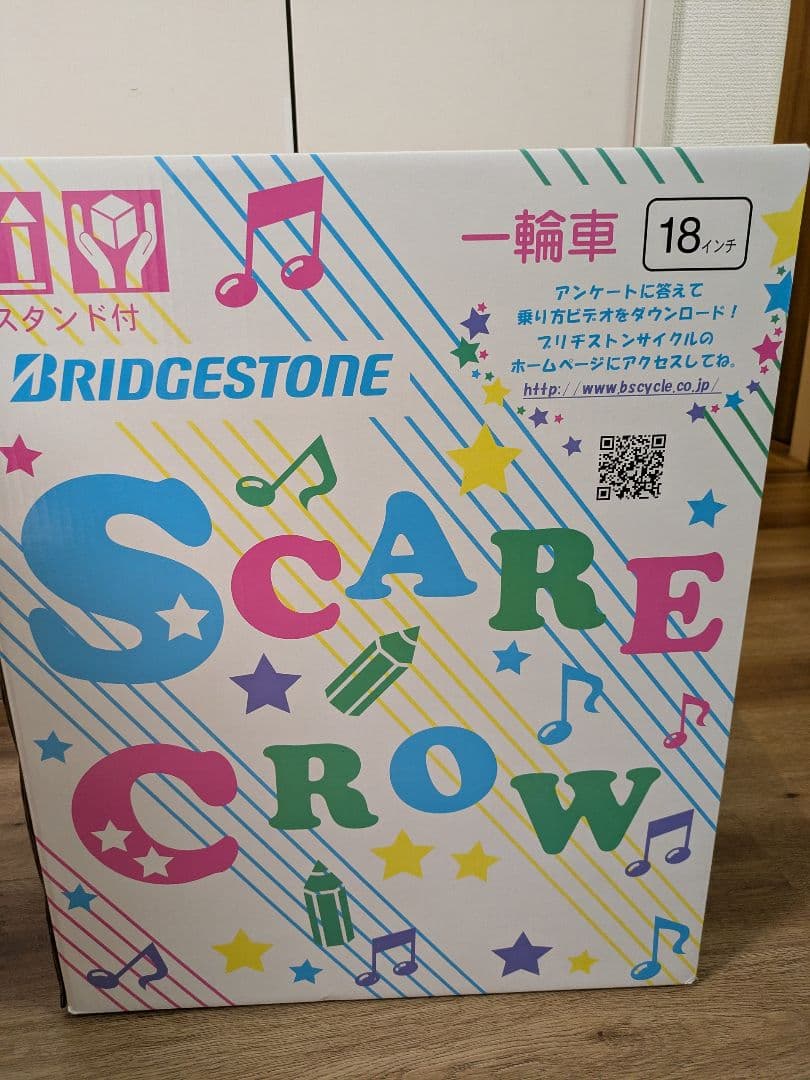 一輪車
18インチ
スタンド付
アンケートに答えて
乗り方ビデオをダウンロード！
ブリヂストンサイクルの
ホームページにアクセスしてね。
http://www.bscycle.co.jp/
BRIDGESTONE
SCARE
CROW